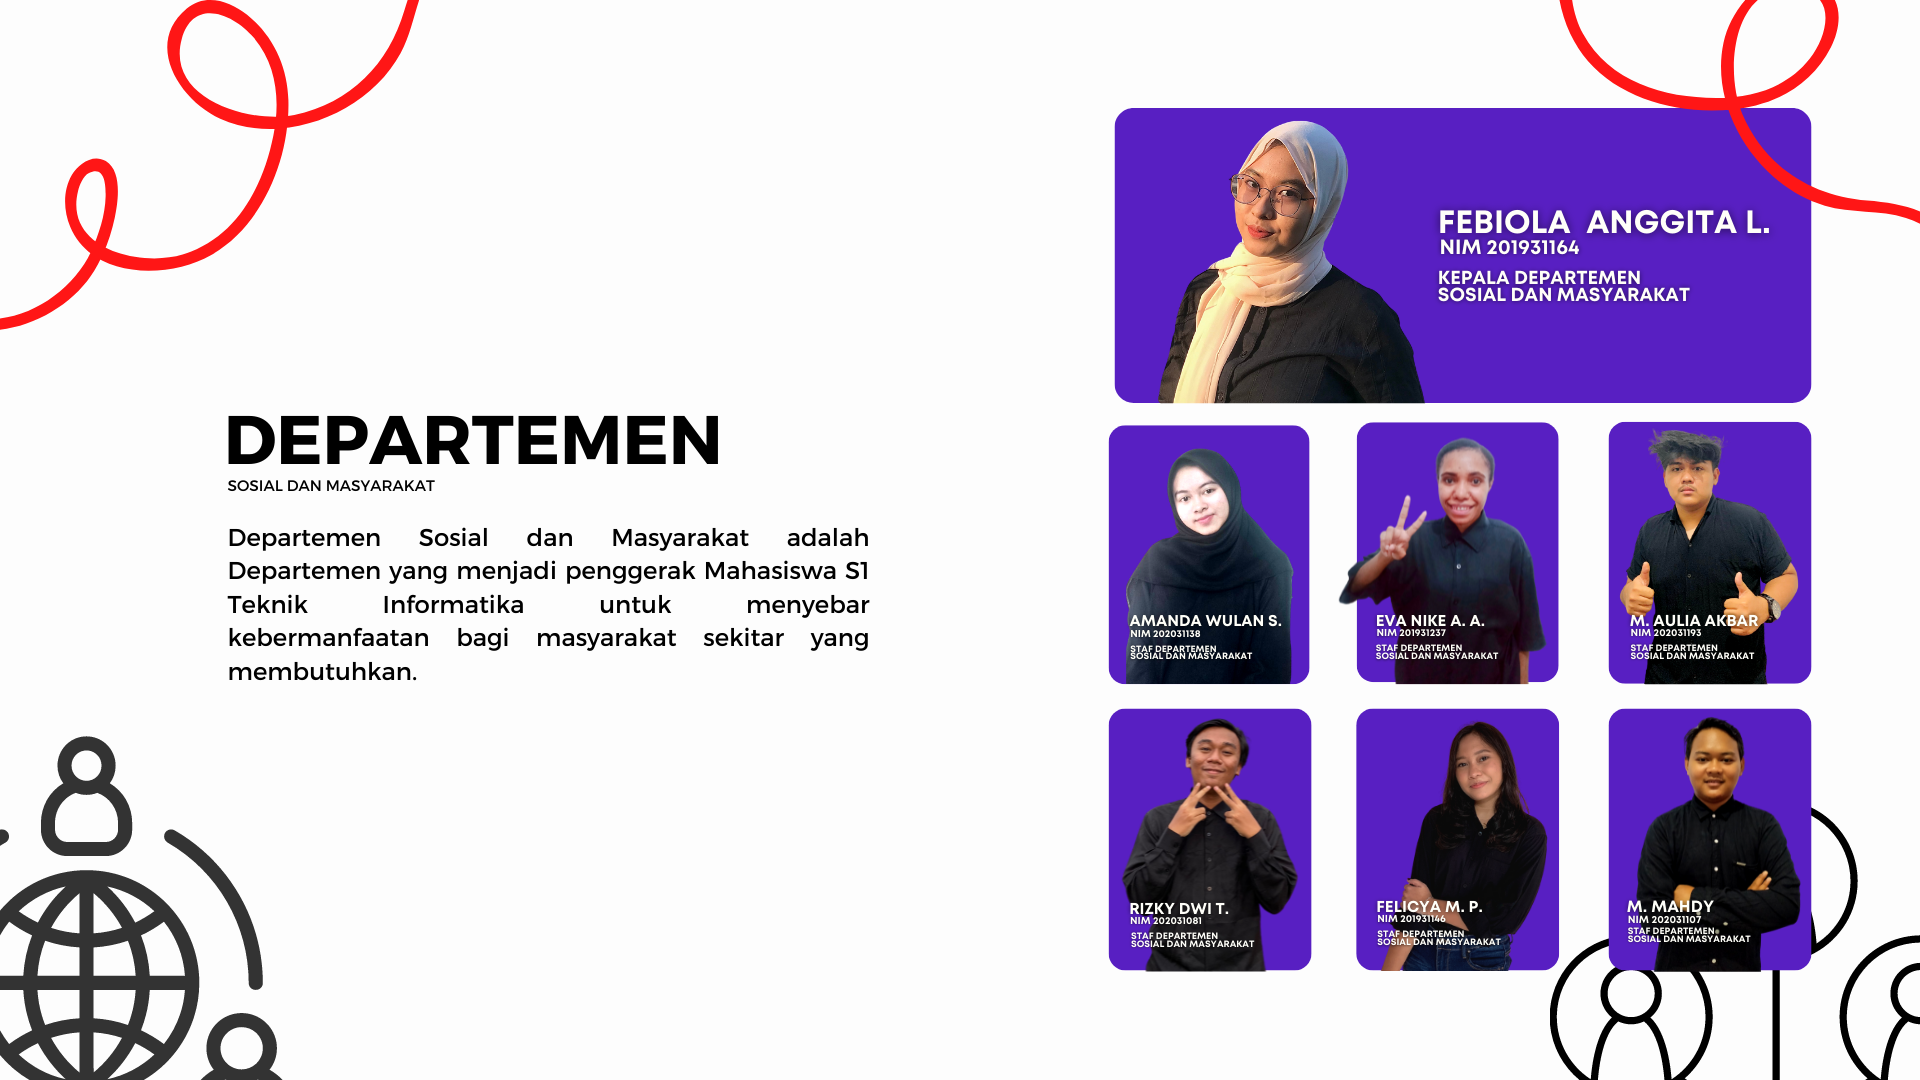 DEPARTEMEN
SOSIAL DAN MASYARAKAT
Departemen Sosial dan Masyarakat adalah
Departemen yang menjadi penggerak Mahasiswa S1
Teknik Informatika untuk menyebar
kebermanfaatan bagi masyarakat sekitar yang
membutuhkan.
FEBIOLA ANGGITA L.
NIM 201931164
KEPALA DEPARTEMEN
SOSIAL DAN MASYARAKAT
AMANDA WULAN S.
NIM 202031138
STAF DEPARTEMEN
SOSIAL DAN MASYARAKAT
EVA NIKE A. A.
NIM 201931237
STAF DEPARTEMEN
SOSIAL DAN MASYARAKAT
M. AULIA AKBAR
NIM 202031193
STAF DEPARTEMEN
SOSIAL DAN MASYARAKAT
RIZKY DWI T.
NIM 202031081
STAF DEPARTEMEN
SOSIAL DAN MASYARAKAT
FELICYA M. P.
NIM 201931146
STAF DEPARTEMEN
SOSIAL DAN MASYARAKAT
M. MAHDY
NIM 202031107
STAF DEPARTEMEN
SOSIAL DAN MASYARAKAT